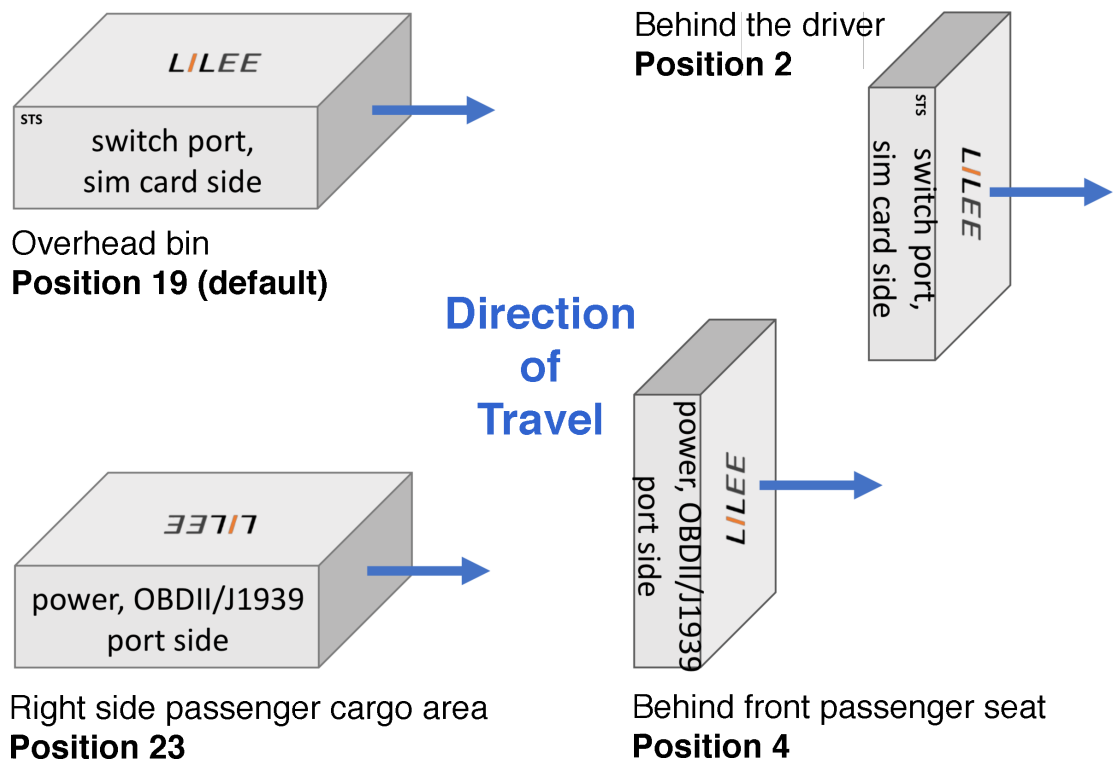 LILEE
STS
switch port,
sim card side
Overhead bin
Position 19 (default)
Behind the driver
Position 2
STS
switch port,
sim card side
LILEE
Direction
of
Travel
LILEE
power, OBDII/J1939
port side
Right side passenger cargo area
Position 23
power, OBDII/J1939
port side
LILEE
Behind front passenger seat
Position 4